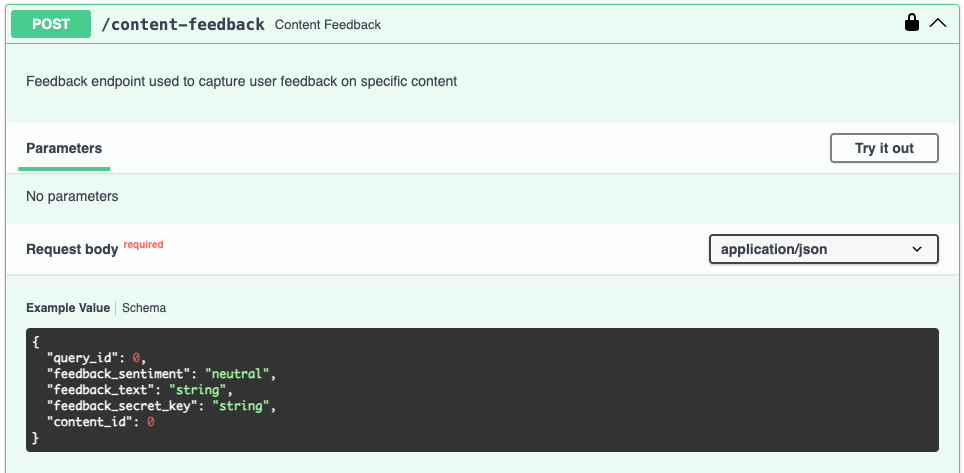 POST /content-feedback Content Feedback
Feedback endpoint used to capture user feedback on specific content
Parameters Try it out
No parameters
Request body required application/json
Example Value Schema
{
  "query_id": 0,
  "feedback_sentiment": "neutral",
  "feedback_text": "string",
  "feedback_secret_key": "string",
  "content_id": 0
}